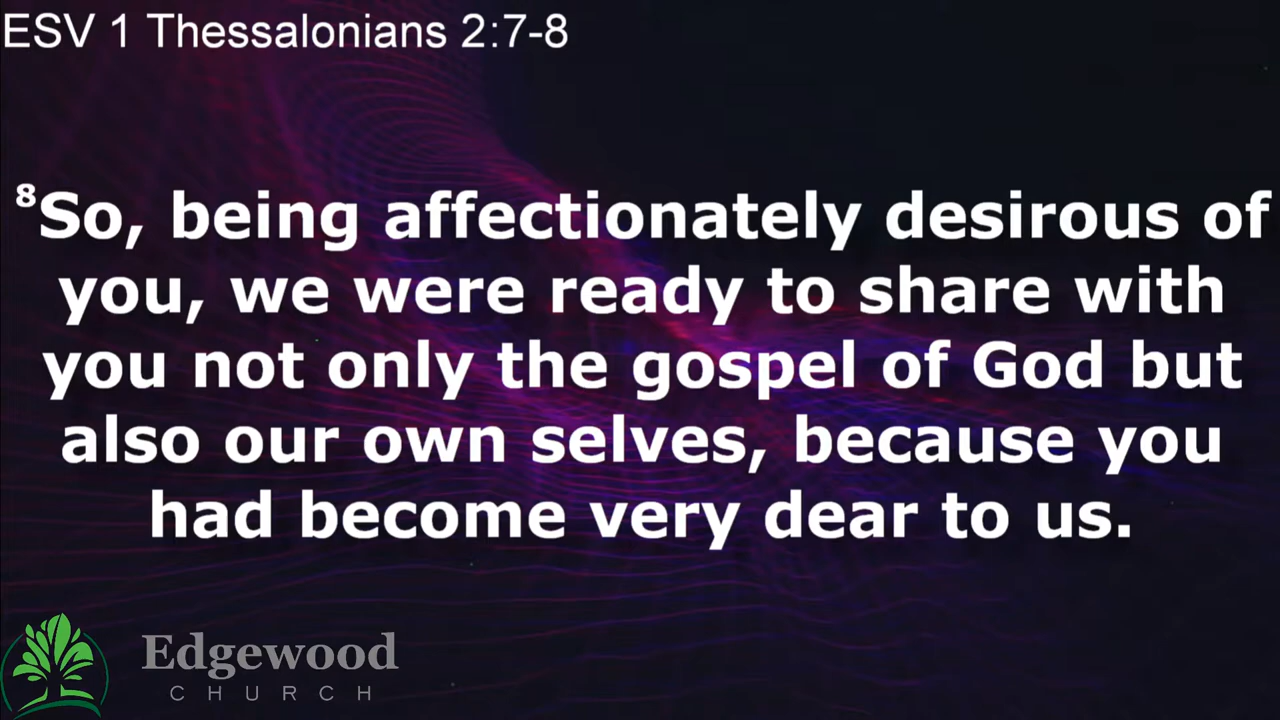 ESV 1 Thessalonians 2:7-8
⁸So, being affectionately desirous of
you, we were ready to share with
you not only the gospel of God but
also our own selves, because you
had become very dear to us.
Edgewood
CHURCH